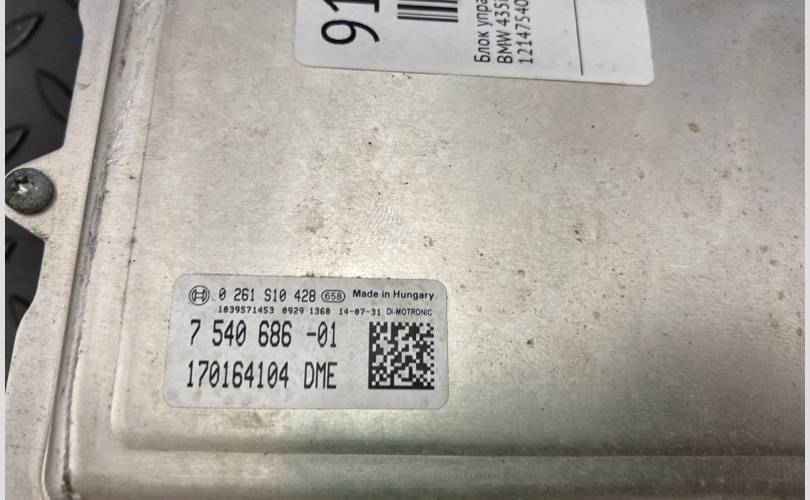 91
Блок упра
BMW 435i
12147540
0 261 S10 428 658 Made in Hungary
1039S71453 0929 1360 14-07-31 DI-MOTRONIC
7 540 686 -01
170164104 DME